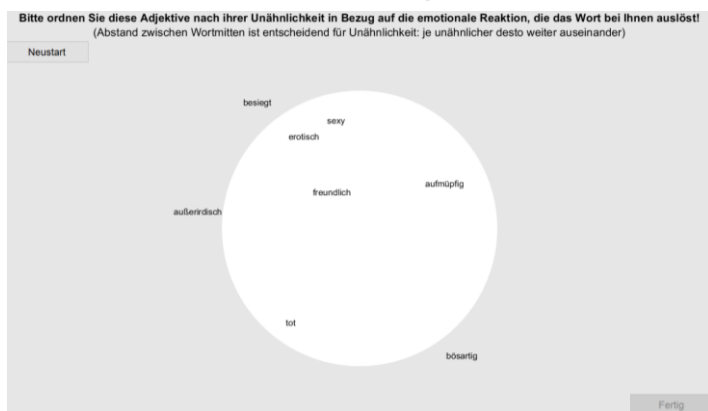 Bitte ordnen Sie diese Adjektive nach ihrer Unähnlichkeit in Bezug auf die emotionale Reaktion, die das Wort bei Ihnen auslöst!
(Abstand zwischen Wortmitten ist entscheidend für Unähnlichkeit: je unähnlicher desto weiter auseinander)
Neustart
besiegt
sexy
erotisch
aufmüpfig
freundlich
außerirdisch
tot
bösartig
Fertig